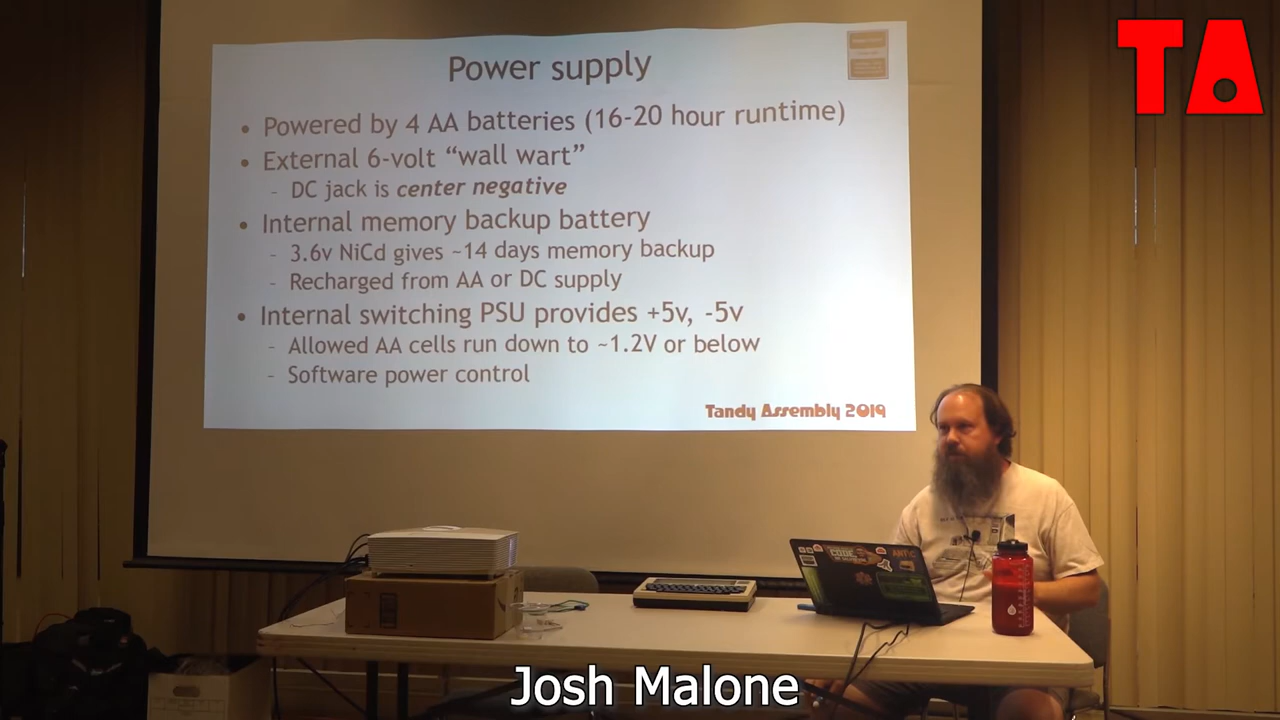 TA
Power supply
• Powered by 4 AA batteries (16-20 hour runtime)
• External 6-volt “wall wart”
– DC jack is center negative
• Internal memory backup battery
– 3.6v NiCd gives ~14 days memory backup
– Recharged from AA or DC supply
• Internal switching PSU provides +5v, -5v
– Allowed AA cells run down to ~1.2V or below
– Software power control
Tandy Assembly 2019
CODE
ANTIC
Josh Malone